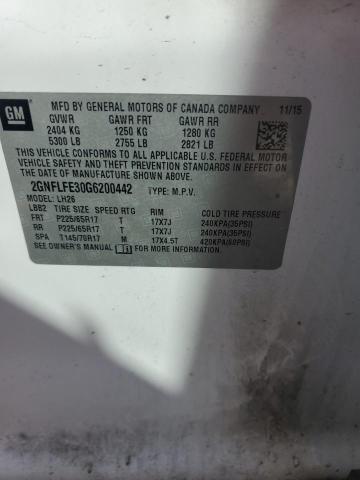 GM
MFD BY GENERAL MOTORS OF CANADA COMPANY 11/15
GVWR GAWR FRT GAWR RR
2404 KG 1250 KG 1280 KG
5300 LB 2755 LB 2821 LB
THIS VEHICLE CONFORMS TO ALL APPLICABLE U.S. FEDERAL MOTOR VEHICLE SAFETY, BUMPER, AND THEFT PREVENTION STANDARDS IN EFFECT ON
THE DATE OF MANUFACTURE SHOWN ABOVE.
2GNFLFE30G6200442 TYPE: M.P.V.
MODEL: LH26
LBB2 TIRE SIZE SPEED RTG RIM COLD TIRE PRESSURE
FRT P225/65R17 T 17X7J 240KPA(35PSI)
RR P225/65R17 T 17X7J 240KPA(35PSI)
SPA T145/70R17 M 17X4.5T 420KPA(60PSI)
SEE OWNER'S MANUAL FOR MORE INFORMATION.